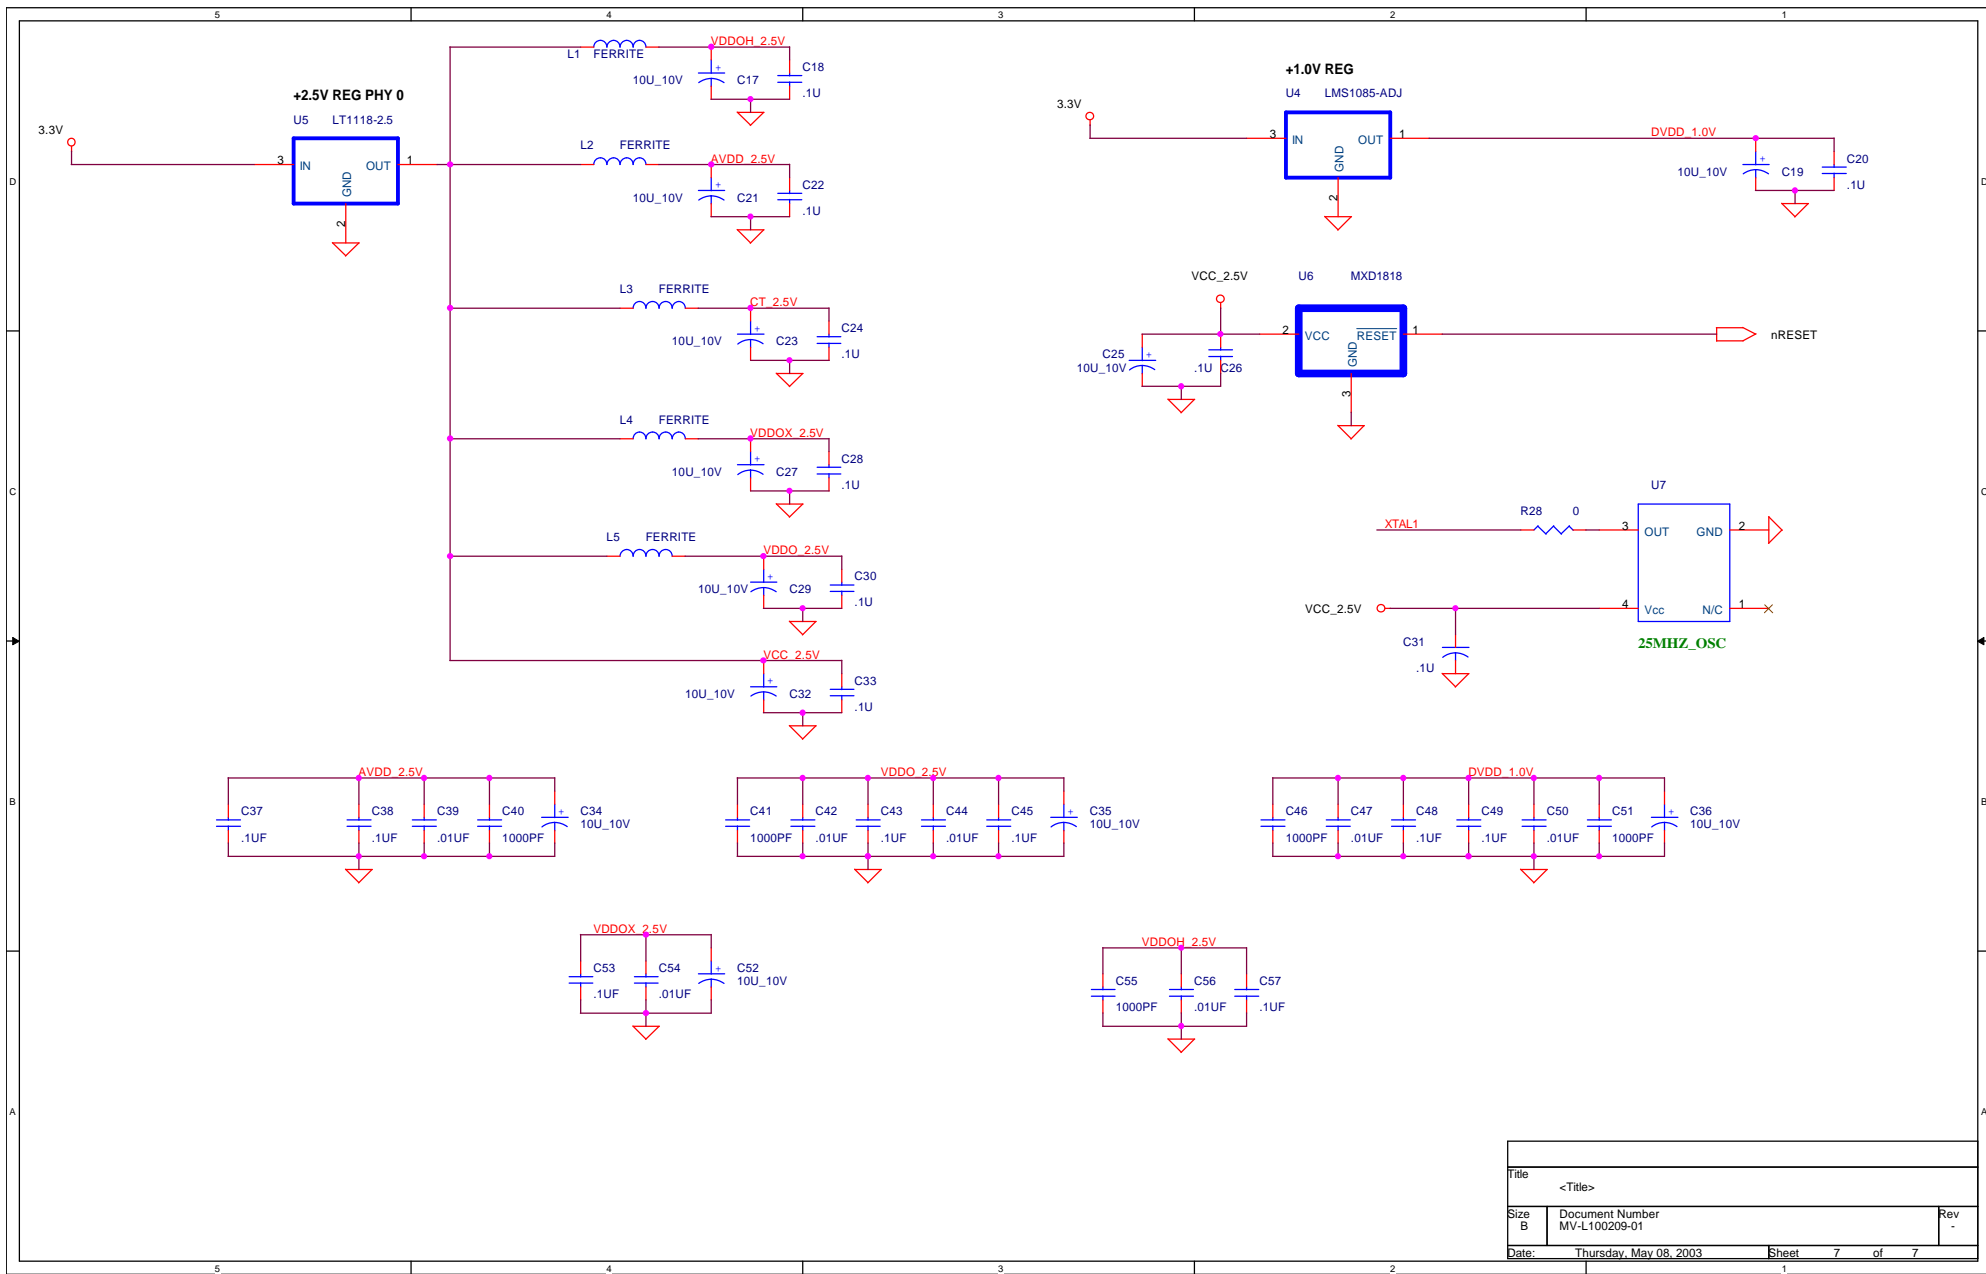 5 4 3 2 1
D
C
B
A
+2.5V REG PHY 0
U5 LT1118-2.5
3.3V
3 IN OUT 1
GND
2
L1 FERRITE
VDDOH_2.5V
10U_10V C17
C18
.1U
L2 FERRITE
AVDD_2.5V
10U_10V C21
C22
.1U
L3 FERRITE
CT_2.5V
10U_10V C23
C24
.1U
L4 FERRITE
VDDOX_2.5V
10U_10V C27
C28
.1U
L5 FERRITE
VDDO_2.5V
10U_10V C29
C30
.1U
VCC_2.5V
10U_10V C32
C33
.1U
+1.0V REG
U4 LMS1085-ADJ
3.3V
3 IN OUT 1
GND
2
DVDD_1.0V
10U_10V C19
C20
.1U
VCC_2.5V
U6 MXD1818
2 VCC RESET 1
GND
3
nRESET
C25
10U_10V
.1U C26
U7
XTAL1
R28 0
3 OUT GND 2
VCC_2.5V
4 Vcc N/C 1
C31
.1U
25MHZ_OSC
AVDD_2.5V
C37 C38 C39 C40 C34
.1UF .1UF .01UF 1000PF 10U_10V
VDDO_2.5V
C41 C42 C43 C44 C45 C35
1000PF .01UF .1UF .01UF .1UF 10U_10V
DVDD_1.0V
C46 C47 C48 C49 C50 C51 C36
1000PF .01UF .1UF .1UF .01UF 1000PF 10U_10V
VDDOX_2.5V
C53 C54 C52
.1UF .01UF 10U_10V
VDDOH_2.5V
C55 C56 C57
1000PF .01UF .1UF
Title
<Title>
Size Document Number Rev
B MV-L100209-01 -
Date: Thursday, May 08, 2003 Sheet 7 of 7
D
C
B
A
5 4 3 2 1